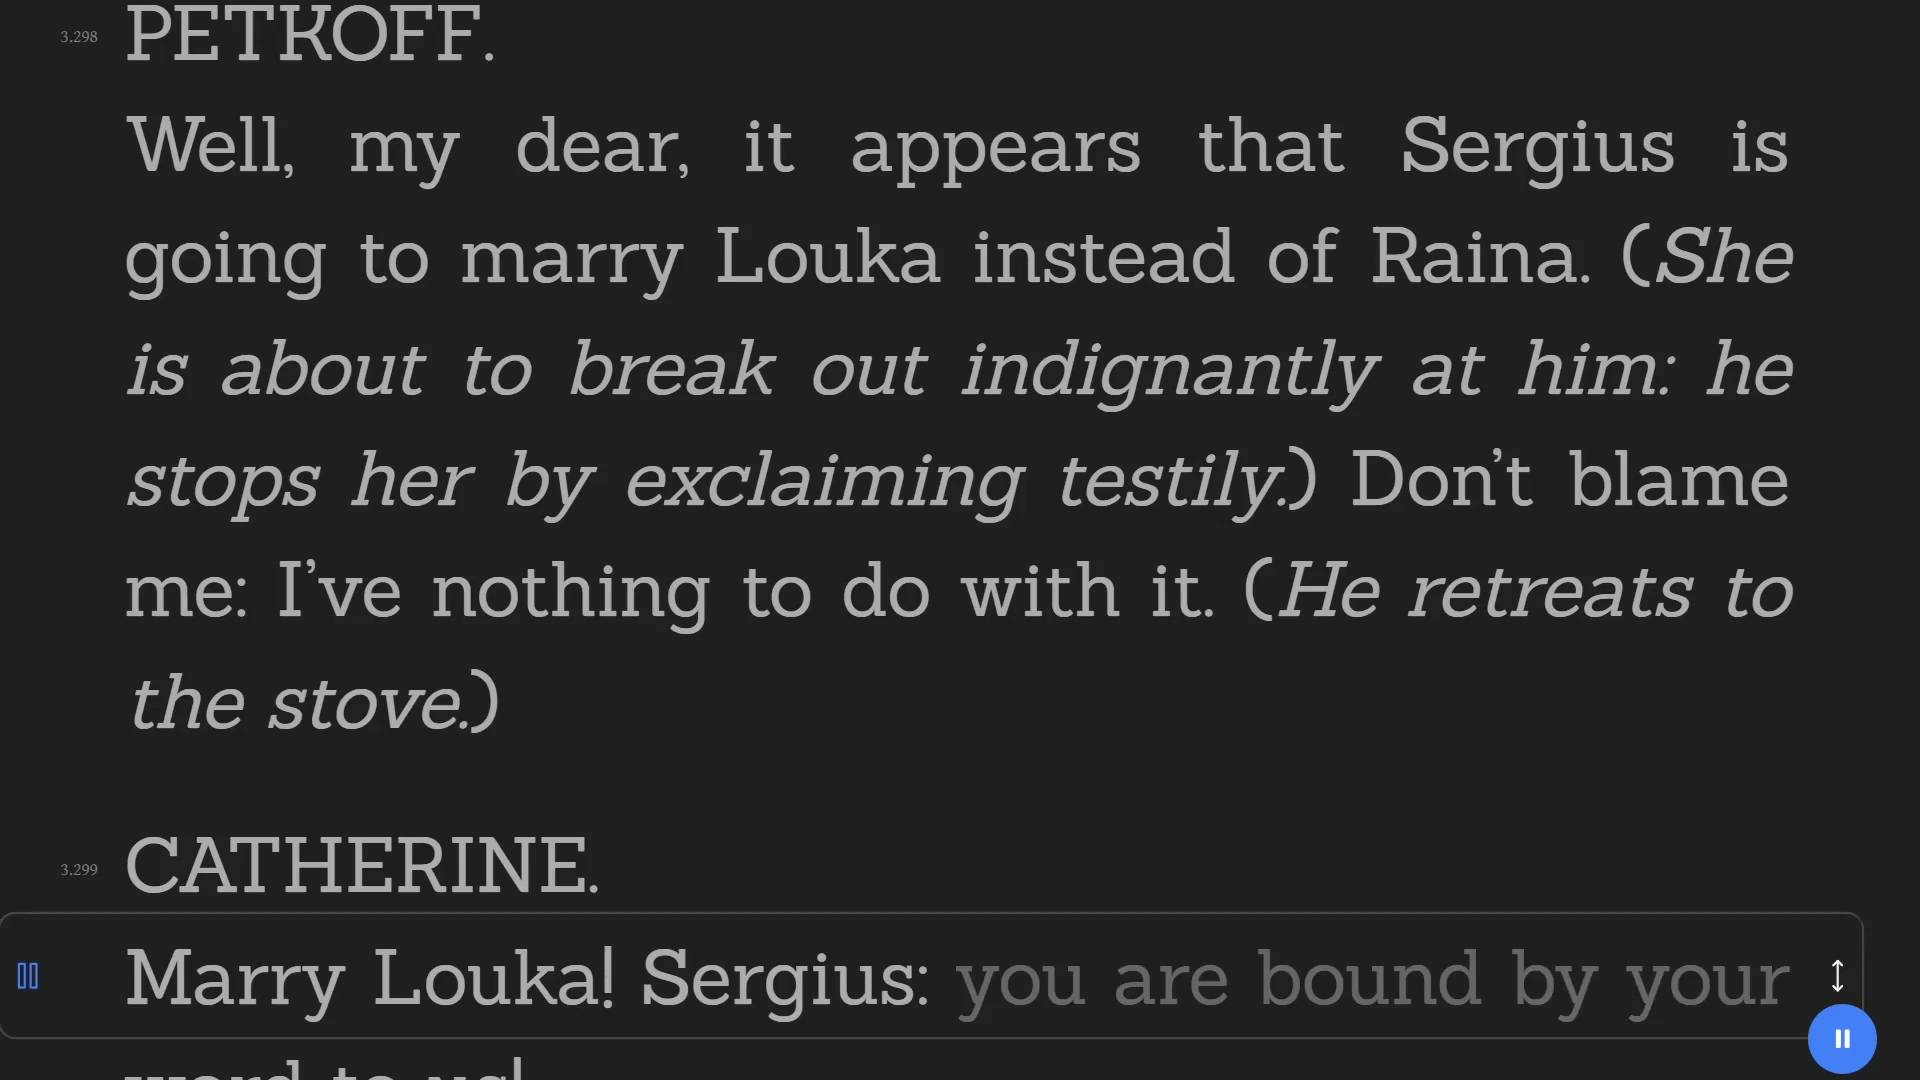 3.298 PETKOFF.
Well, my dear, it appears that Sergius is
going to marry Louka instead of Raina. (She
is about to break out indignantly at him: he
stops her by exclaiming testily.) Don’t blame
me: I’ve nothing to do with it. (He retreats to
the stove.)
3.299 CATHERINE.
Marry Louka! Sergius: you are bound by your
word to us!